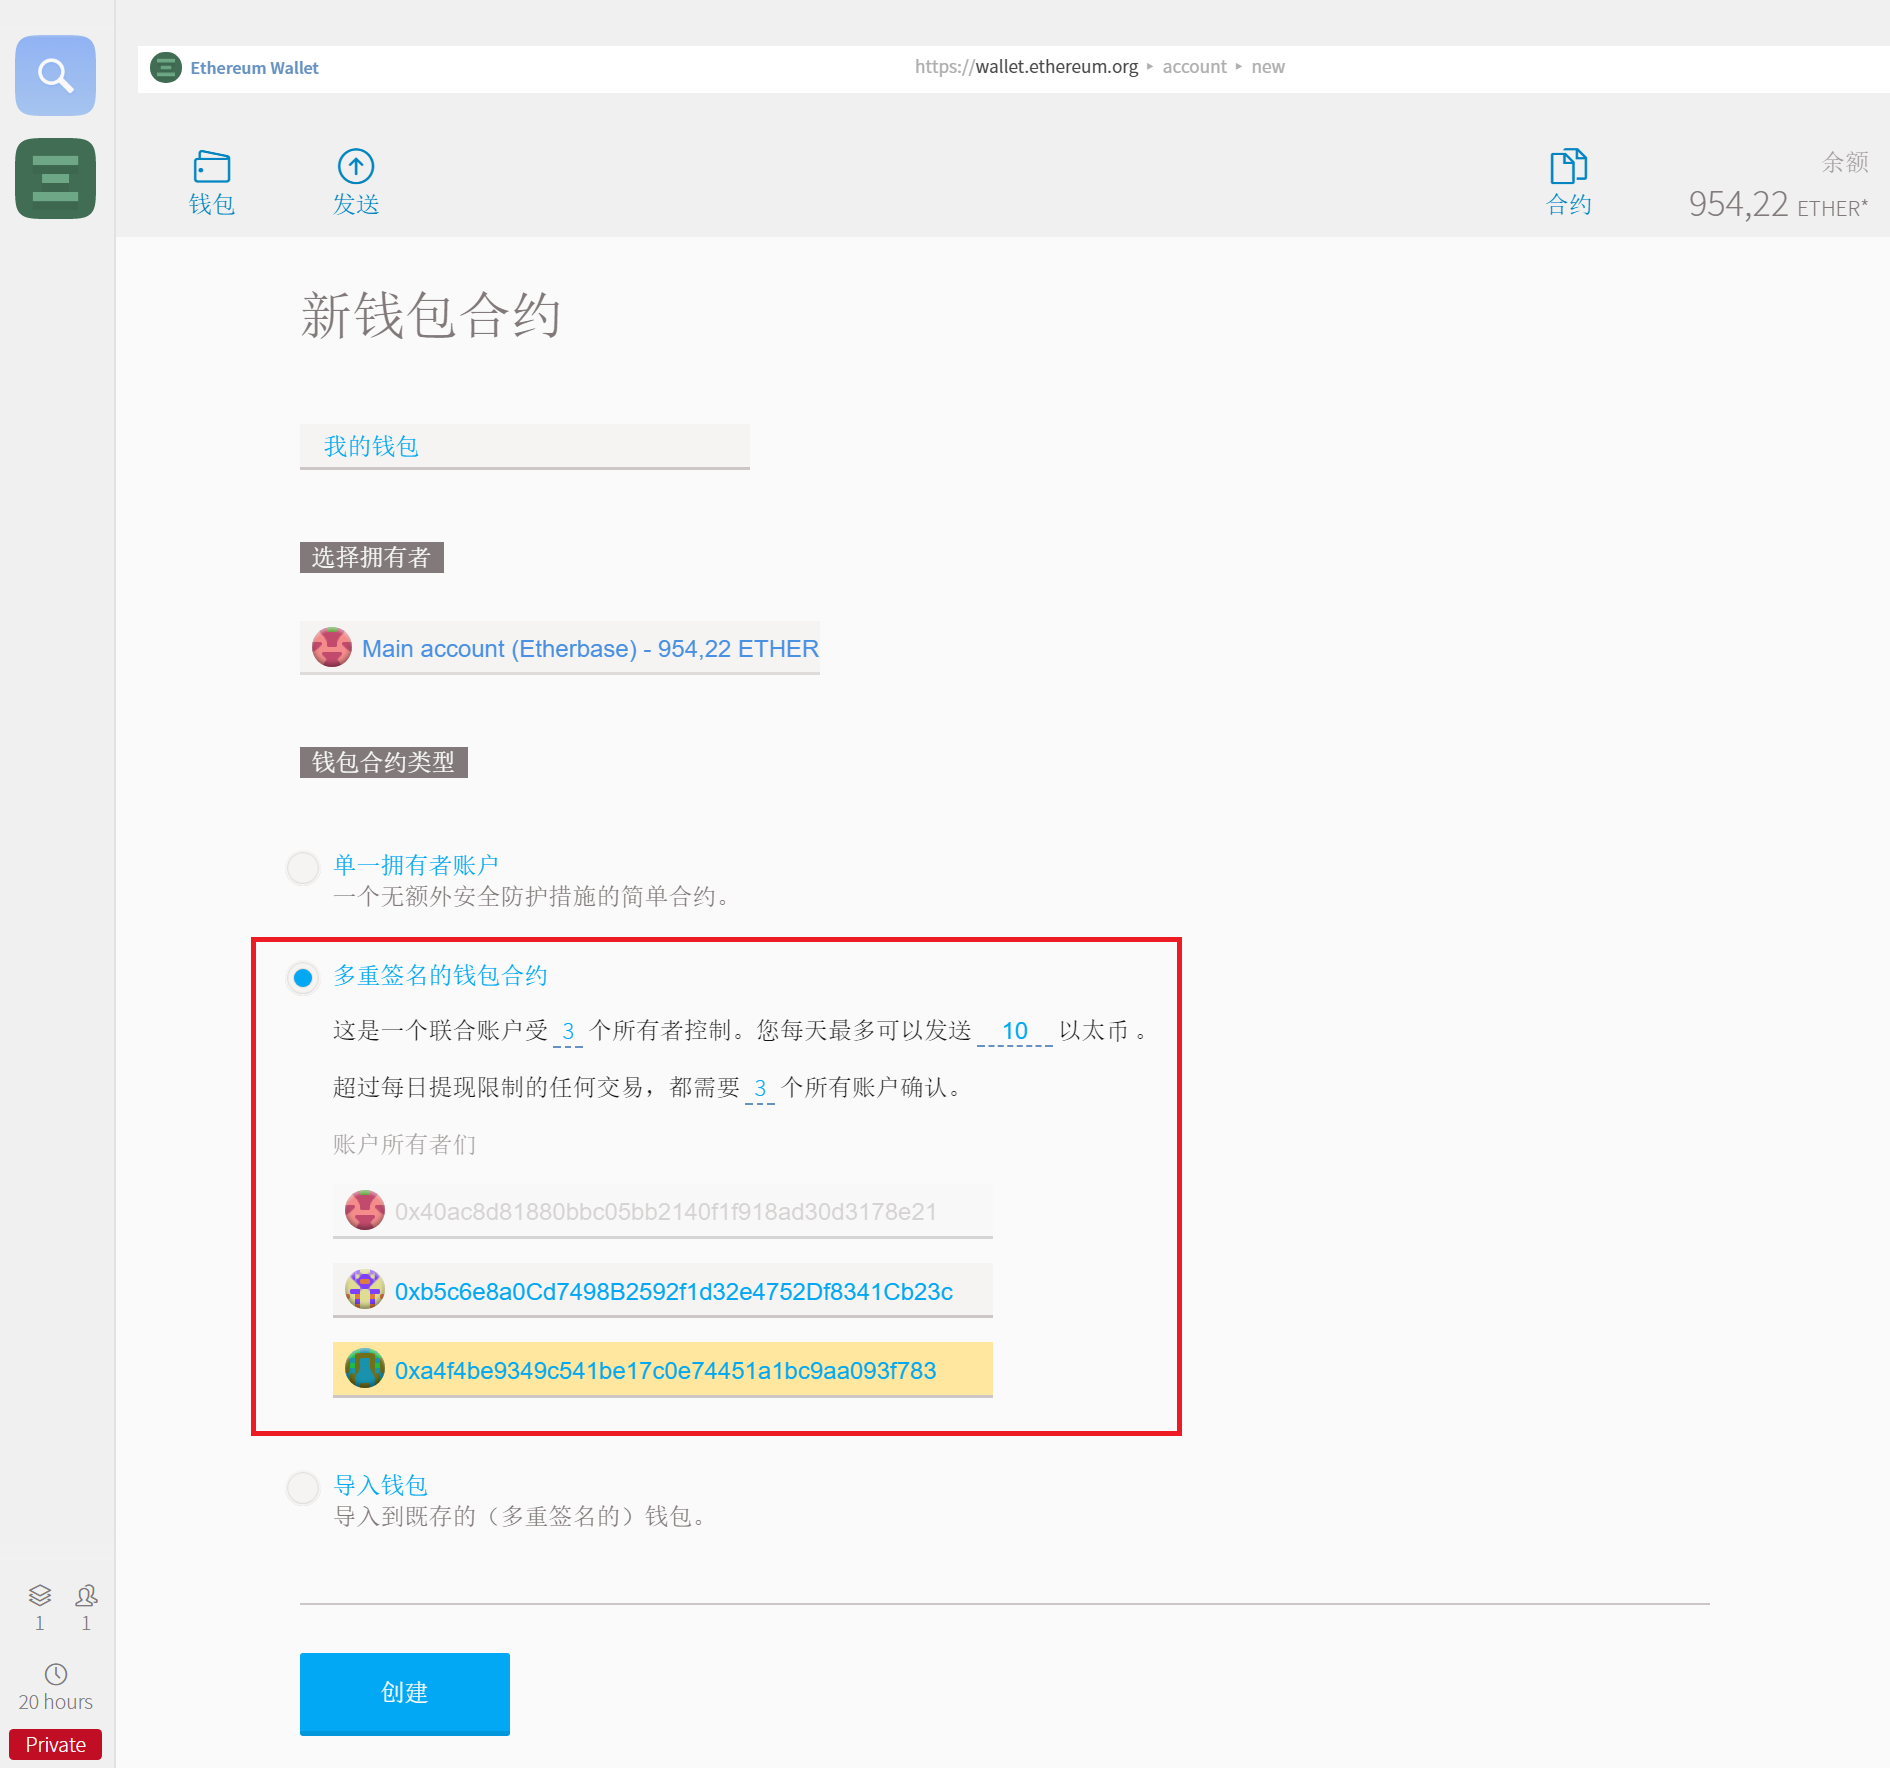 Ethereum Wallet
https://wallet.ethereum.org ▸ account ▸ new
钱包
发送
合约
余额
954,22 ETHER*
新钱包合约
我的钱包
选择拥有者
Main account (Etherbase) - 954,22 ETHER
钱包合约类型
单一拥有者账户
一个无额外安全防护措施的简单合约。
多重签名的钱包合约
这是一个联合账户受 3 个所有者控制。您每天最多可以发送 10 以太币 。
超过每日提现限制的任何交易，都需要 3 个所有账户确认。
账户所有者们
0x40ac8d81880bbc05bb2140f1f918ad30d3178e21
0xb5c6e8a0Cd7498B2592f1d32e4752Df8341Cb23c
0xa4f4be9349c541be17c0e74451a1bc9aa093f783
导入钱包
导入到既存的（多重签名的）钱包。
1 1
20 hours
Private
创建